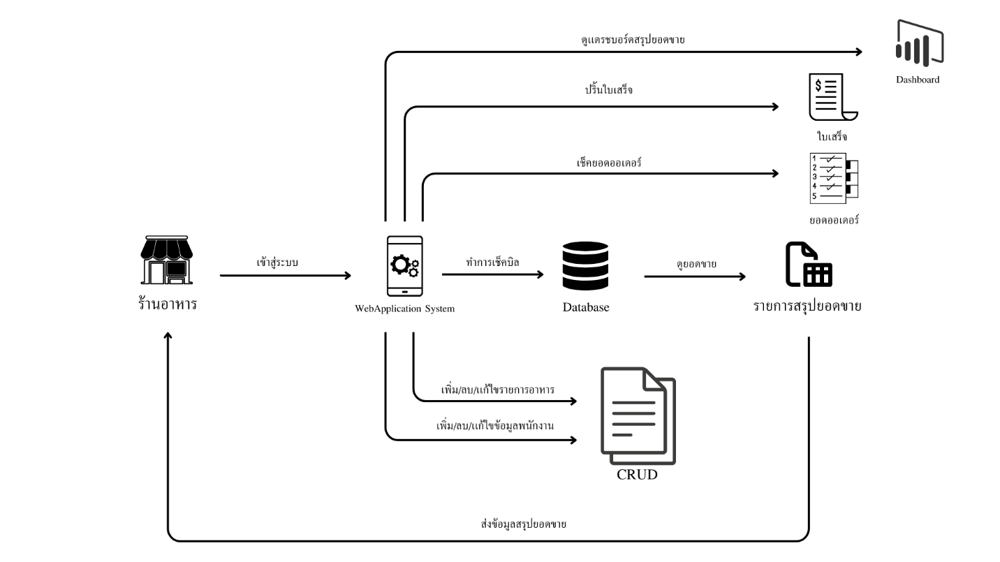 ดูแดรชบอร์ดสรุปยอดขาย
Dashboard
ปริ้นใบเสร็จ
$
ใบเสร็จ
เช็คยอดออเดอร์
1
2
3
4
5
ยอดออเดอร์
เข้าสู่ระบบ
ทำการเช็คบิล
ดูยอดขาย
ร้านอาหาร
WebApplication System
Database
รายการสรุปยอดขาย
เพิ่ม/ลบ/แก้ไขรายการอาหาร
เพิ่ม/ลบ/แก้ไขข้อมูลพนักงาน
CRUD
ส่งข้อมูลสรุปยอดขาย